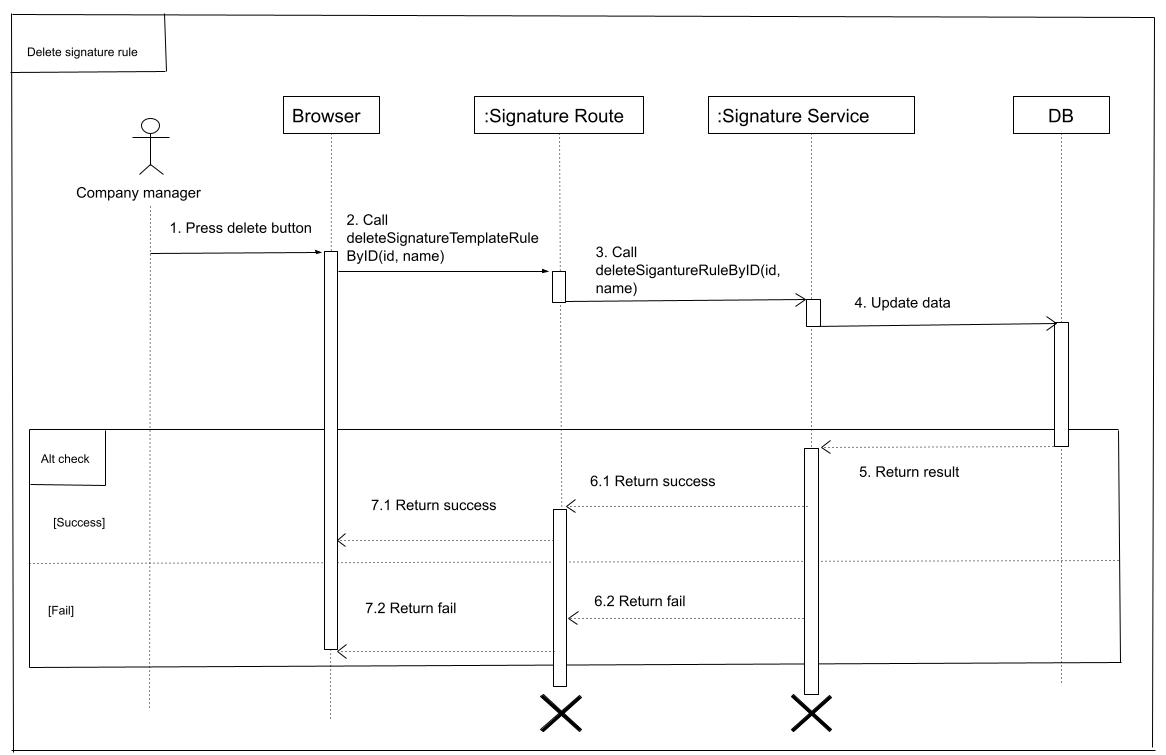 Delete signature rule
Browser
:Signature Route
:Signature Service
DB
Company manager
1. Press delete button
2. Call
deleteSignatureTemplateRule
ByID(id, name)
3. Call
deleteSigantureRuleByID(id,
name)
4. Update data
Alt check
5. Return result
6.1 Return success
7.1 Return success
[Success]
6.2 Return fail
7.2 Return fail
[Fail]